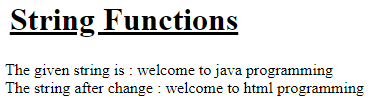 String Functions
The given string is : welcome to java programming
The string after change : welcome to html programming